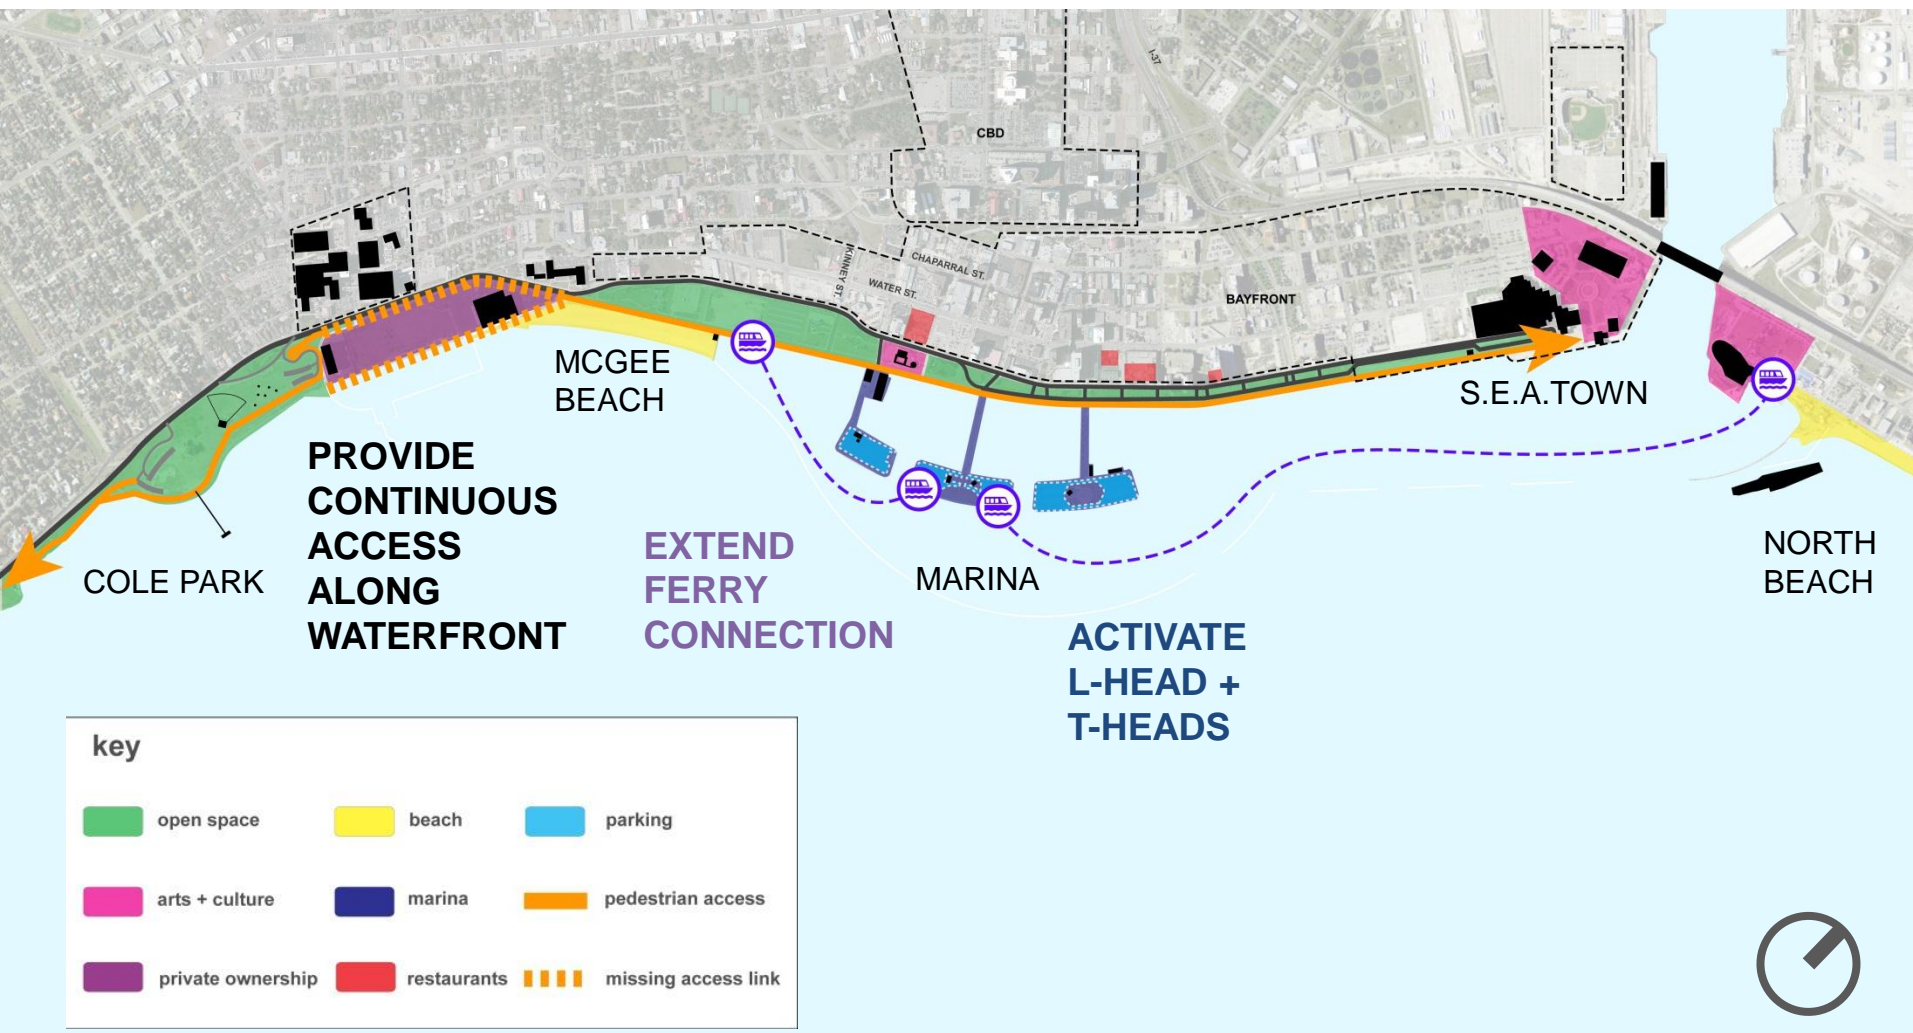 I-37
CBD
KINNEY ST.
CHAPARRAL ST.
WATER ST.
BAYFRONT
MCGEE
BEACH
S.E.A.TOWN
PROVIDE
CONTINUOUS
ACCESS
ALONG
WATERFRONT
COLE PARK
EXTEND
FERRY
CONNECTION
MARINA
NORTH
BEACH
ACTIVATE
L-HEAD +
T-HEADS
key
open space
beach
parking
arts + culture
marina
pedestrian access
private ownership
restaurants
missing access link